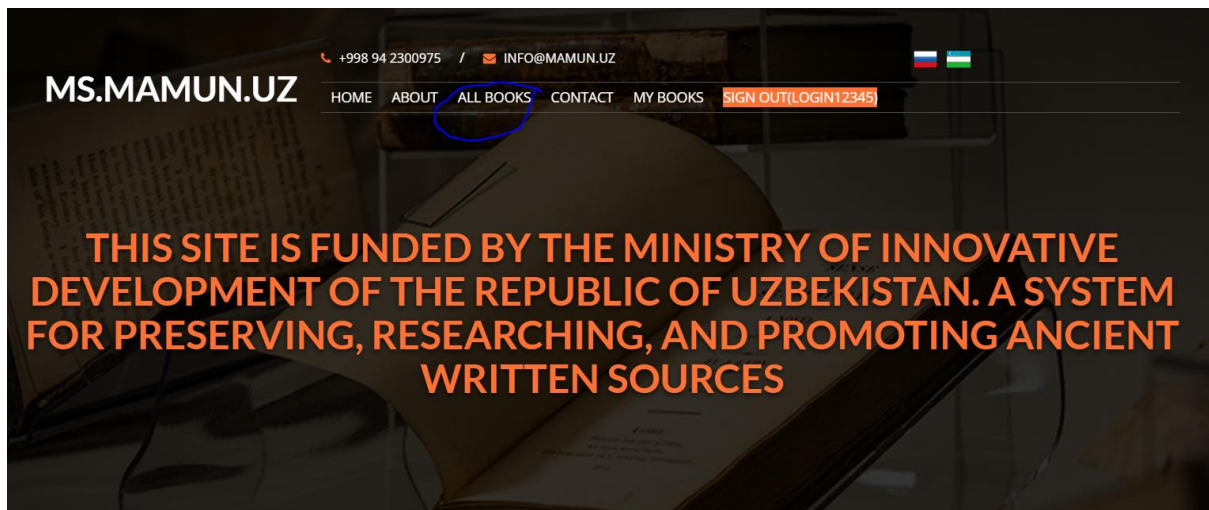 +998 94 2300975 / INFO@MAMUN.UZ
MS.MAMUN.UZ
HOME ABOUT ALL BOOKS CONTACT MY BOOKS SIGN OUT(LOGIN12345)
THIS SITE IS FUNDED BY THE MINISTRY OF INNOVATIVE
DEVELOPMENT OF THE REPUBLIC OF UZBEKISTAN. A SYSTEM
FOR PRESERVING, RESEARCHING, AND PROMOTING ANCIENT
WRITTEN SOURCES